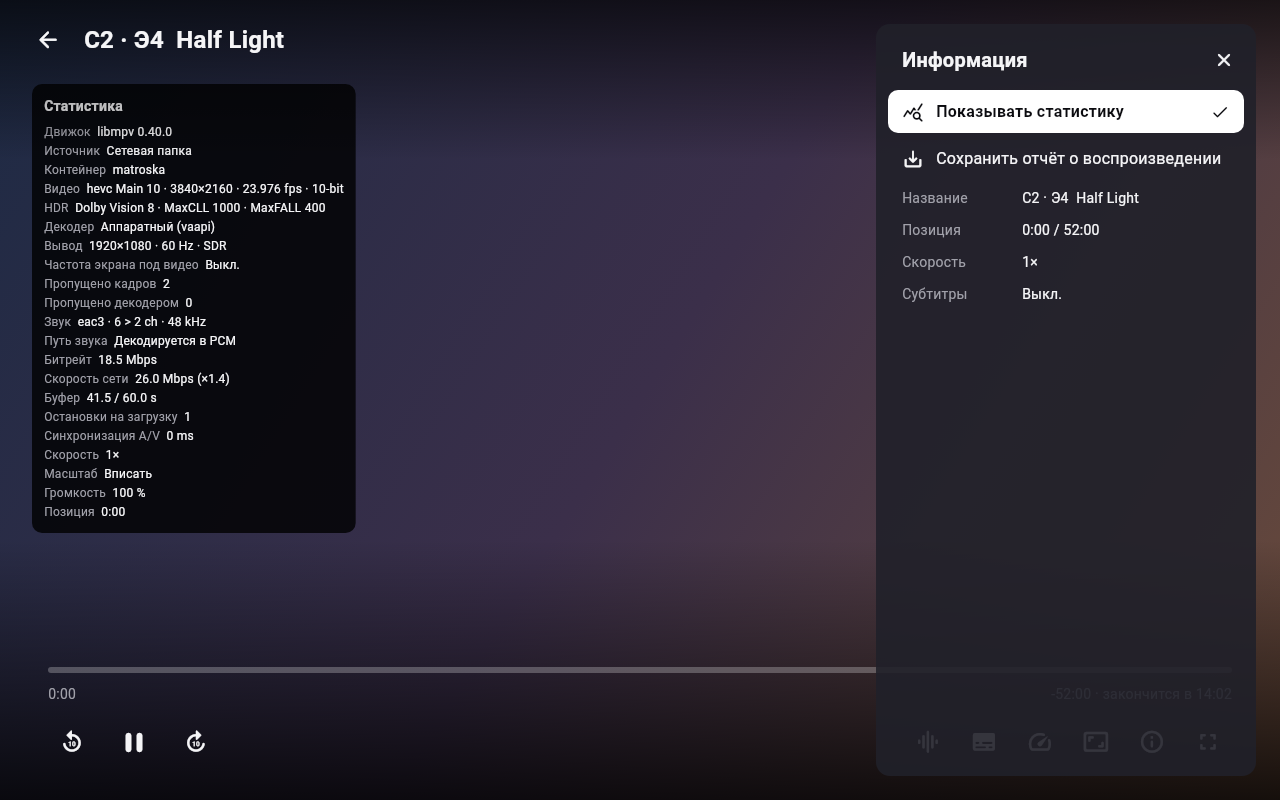 С2 · Э4  Half Light
Статистика
Движок  libmpv 0.40.0
Источник  Сетевая папка
Контейнер  matroska
Видео  hevc Main 10 · 3840×2160 · 23.976 fps · 10-bit
HDR  Dolby Vision 8 · MaxCLL 1000 · MaxFALL 400
Декодер  Аппаратный (vaapi)
Вывод  1920×1080 · 60 Hz · SDR
Частота экрана под видео  Выкл.
Пропущено кадров  2
Пропущено декодером  0
Звук  eac3 · 6 > 2 ch · 48 kHz
Путь звука  Декодируется в PCM
Битрейт  18.5 Mbps
Скорость сети  26.0 Mbps (×1.4)
Буфер  41.5 / 60.0 s
Остановки на загрузку  1
Синхронизация A/V  0 ms
Скорость  1×
Масштаб  Вписать
Громкость  100 %
Позиция  0:00
Информация
Показывать статистику
Сохранить отчёт о воспроизведении
Название  С2 · Э4  Half Light
Позиция  0:00 / 52:00
Скорость  1×
Субтитры  Выкл.
0:00
-52:00 · закончится в 14:02
10
10